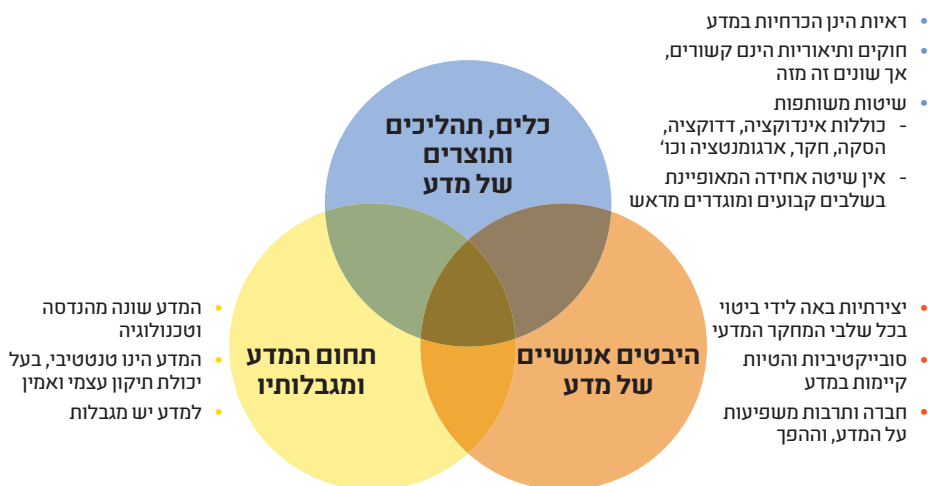 ראיות הינן הכרחיות במדע
חוקים ותיאוריות הינם קשורים,
אך שונים זה מזה
שיטות משותפות
- כוללות אינדוקציה, דדוקציה,
הסקה, חקר, ארגומנטציה וכו'
- אין שיטה אחידה המאופיינת
בשלבים קבועים ומוגדרים מראש
כלים, תהליכים
ותוצרים
של מדע
יצירתיות באה לידי ביטוי
בכל שלבי המחקר המדעי
סובייקטיביות והטיות
קיימות במדע
חברה ותרבות משפיעות
על המדע, וההפך
היבטים אנושיים
של מדע
תחום המדע
ומגבלותיו
המדע שונה מהנדסה
וטכנולוגיה
המדע הינו טנטטיבי, בעל
יכולת תיקון עצמי ואמין
למדע יש מגבלות